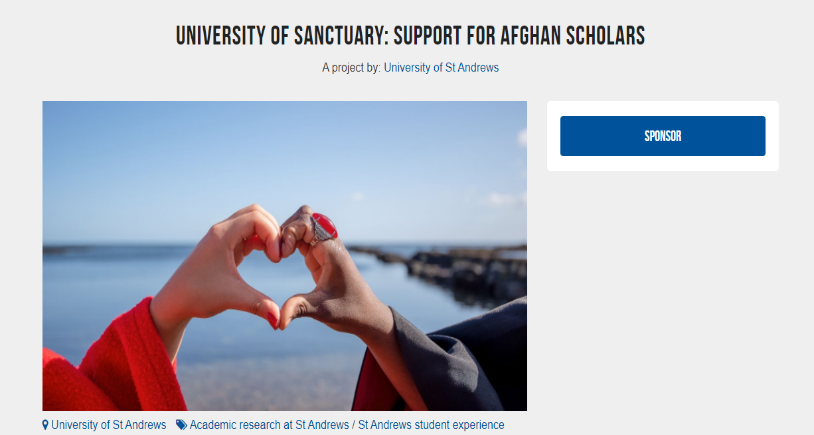 UNIVERSITY OF SANCTUARY: SUPPORT FOR AFGHAN SCHOLARS
A project by: University of St Andrews
SPONSOR
University of St Andrews Academic research at St Andrews / St Andrews student experience